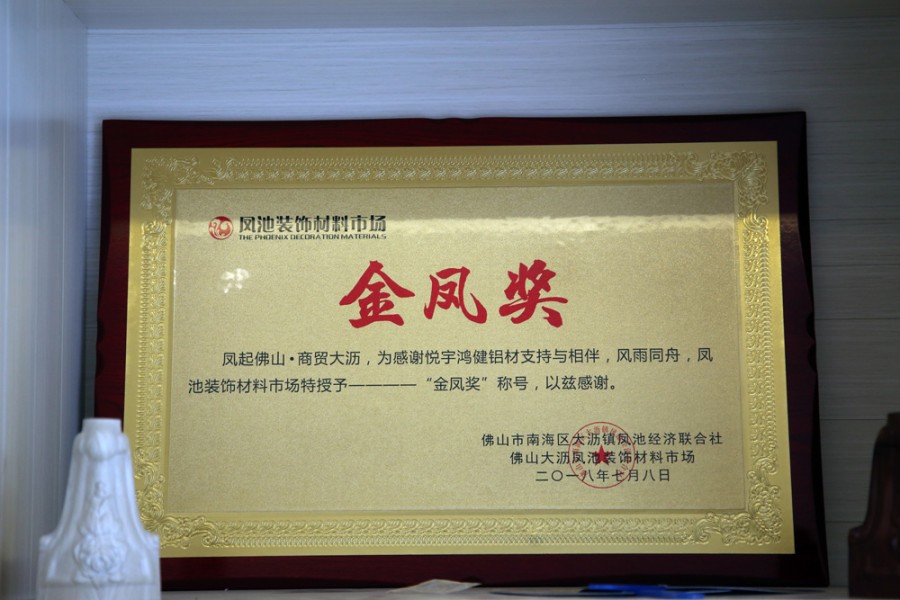 凤池装饰材料市场
THE PHOENIX DECORATION MATERIALS
金凤奖
凤起佛山·商贸大沥，为感谢悦宇鸿健铝材支持与相伴，风雨同舟，凤
池装饰材料市场特授予————“金凤奖”称号，以兹感谢。
佛山市南海区大沥镇凤池经济联合社
佛山大沥凤池装饰材料市场
二〇一八年七月八日